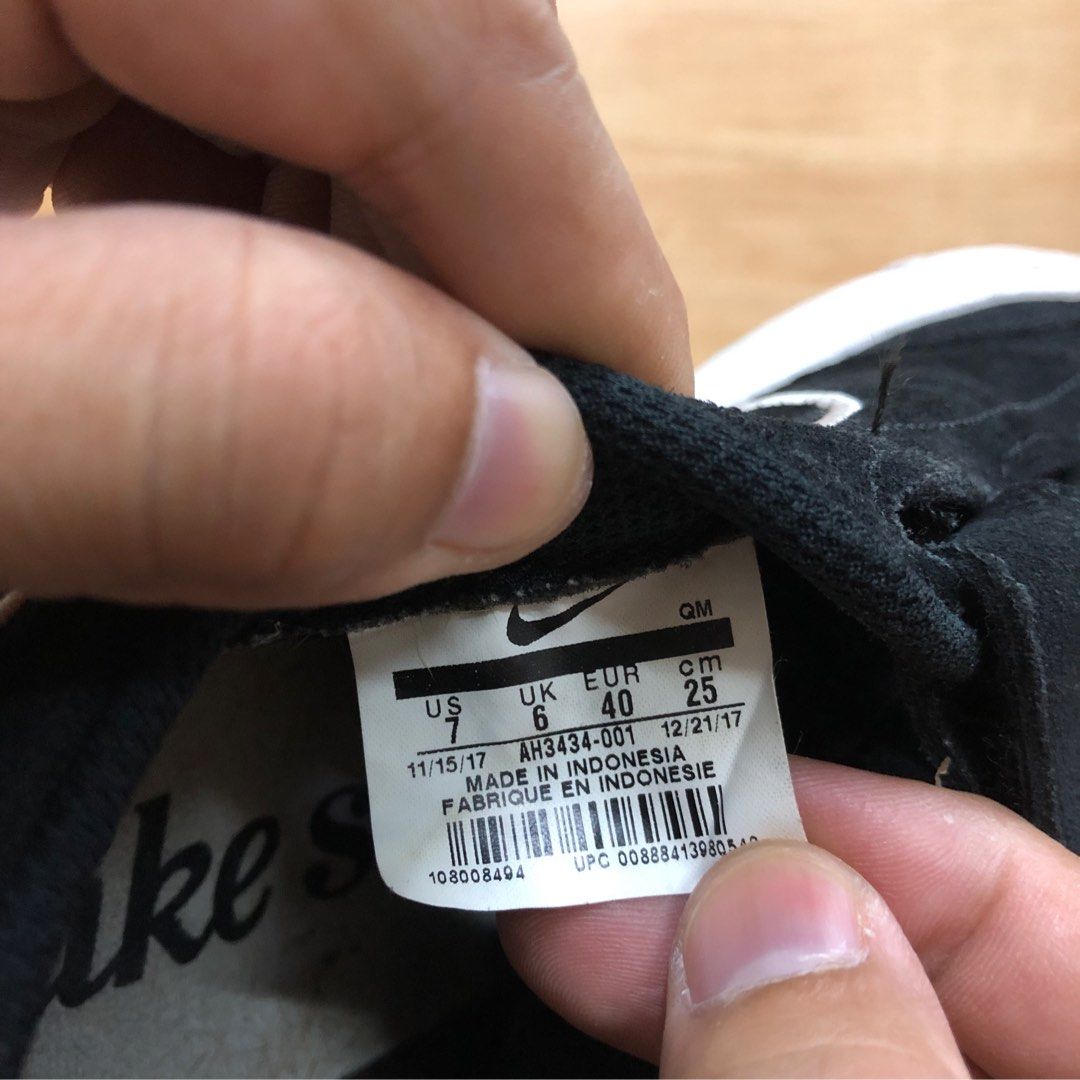 QM
US UK EUR cm
7 6 40 25
11/15/17 AH3434-001 12/21/17
MADE IN INDONESIA
FABRIQUE EN INDONESIE
108008494 UPC 00888413980